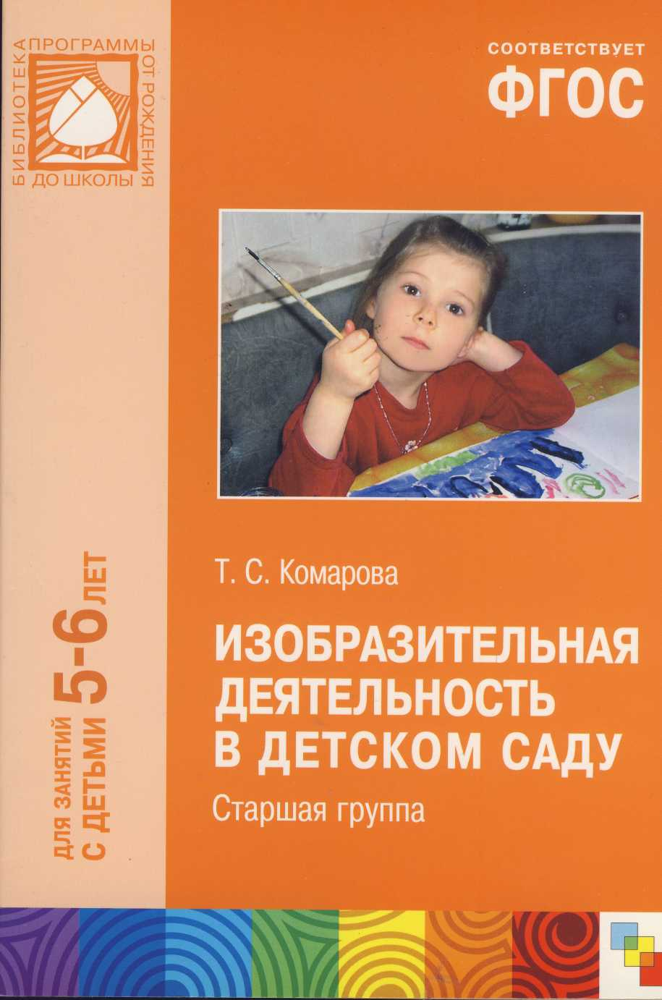 БИБЛИОТЕКА
ПРОГРАММЫ
ОТ РОЖДЕНИЯ
ДО ШКОЛЫ
СООТВЕТСТВУЕТ
ФГОС
Т. С. Комарова
ИЗОБРАЗИТЕЛЬНАЯ
ДЕЯТЕЛЬНОСТЬ
В ДЕТСКОМ САДУ
Старшая группа
ДЛЯ ЗАНЯТИЙ
С ДЕТЬМИ 5-6 ЛЕТ